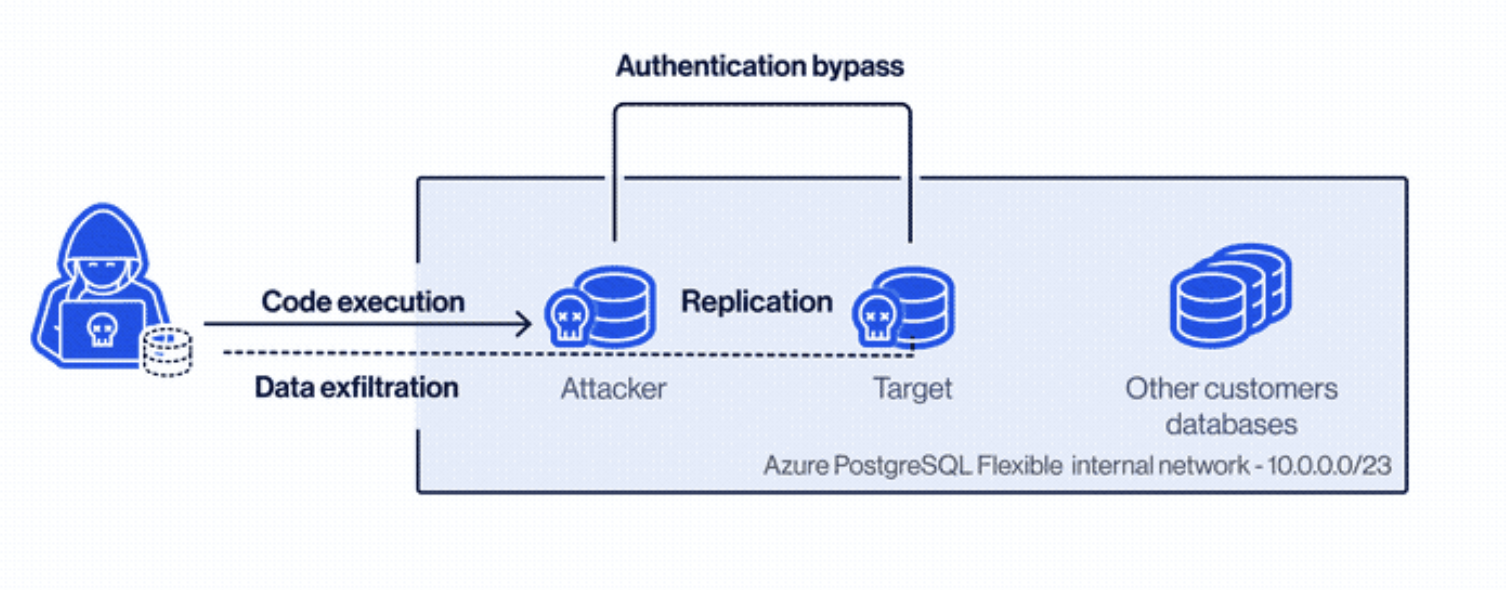 Authentication bypass
Code execution
Replication
Data exfiltration
Attacker
Target
Other customers
databases
Azure PostgreSQL Flexible internal network - 10.0.0.0/23